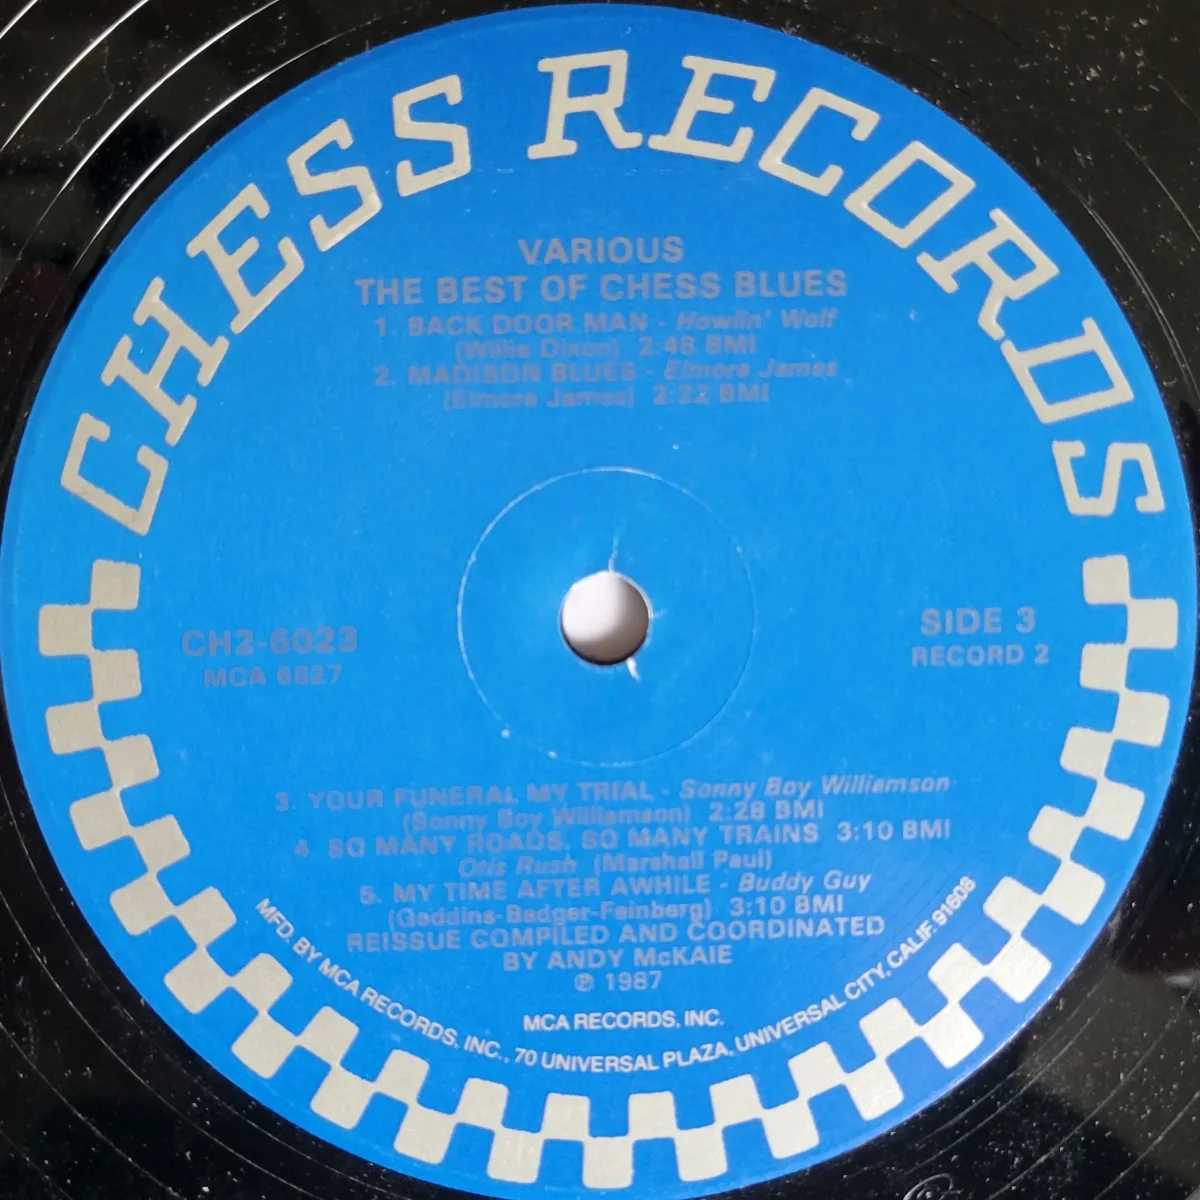 CHESS RECORDS
VARIOUS
THE BEST OF CHESS BLUES
1. BACK DOOR MAN - Howlin' Wolf
(Willie Dixon) 2:46 BMI
2. MADISON BLUES - Elmore James
(Elmore James) 2:22 BMI
CH2-6023
MCA 6827
SIDE 3
RECORD 2
3. YOUR FUNERAL MY TRIAL - Sonny Boy Williamson
(Sonny Boy Williamson) 2:28 BMI
4. SO MANY ROADS, SO MANY TRAINS 3:10 BMI
Otis Rush (Marshall Paul)
5. MY TIME AFTER AWHILE - Buddy Guy
(Geddins-Badger-Feinberg) 3:10 BMI
REISSUE COMPILED AND COORDINATED
BY ANDY McKAIE
℗ 1987
MCA RECORDS, INC.
MFD. BY MCA RECORDS, INC., 70 UNIVERSAL PLAZA, UNIVERSAL CITY, CALIF. 91608